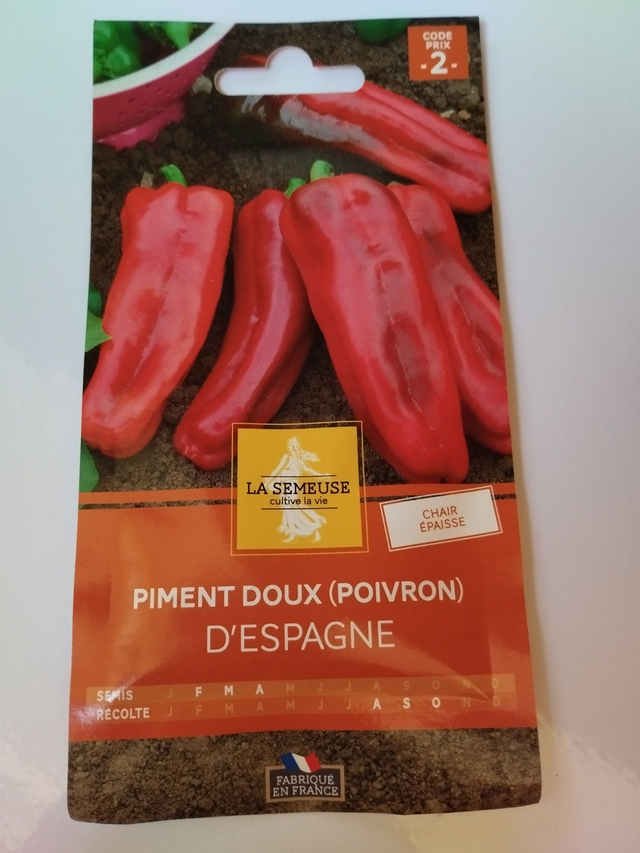 CODE
PRIX
- 2 -
LA SEMEUSE
cultive la vie
CHAIR
ÉPAISSE
PIMENT DOUX (POIVRON)
D'ESPAGNE
SEMIS J F M A M J J A S O N D
RÉCOLTE J F M A M J J A S O N D
FABRIQUÉ
EN FRANCE